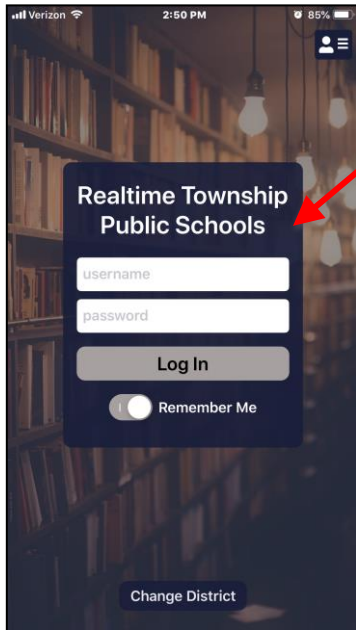 Verizon 2:50 PM 85%
Realtime Township
Public Schools
username
password
Log In
Remember Me
Change District